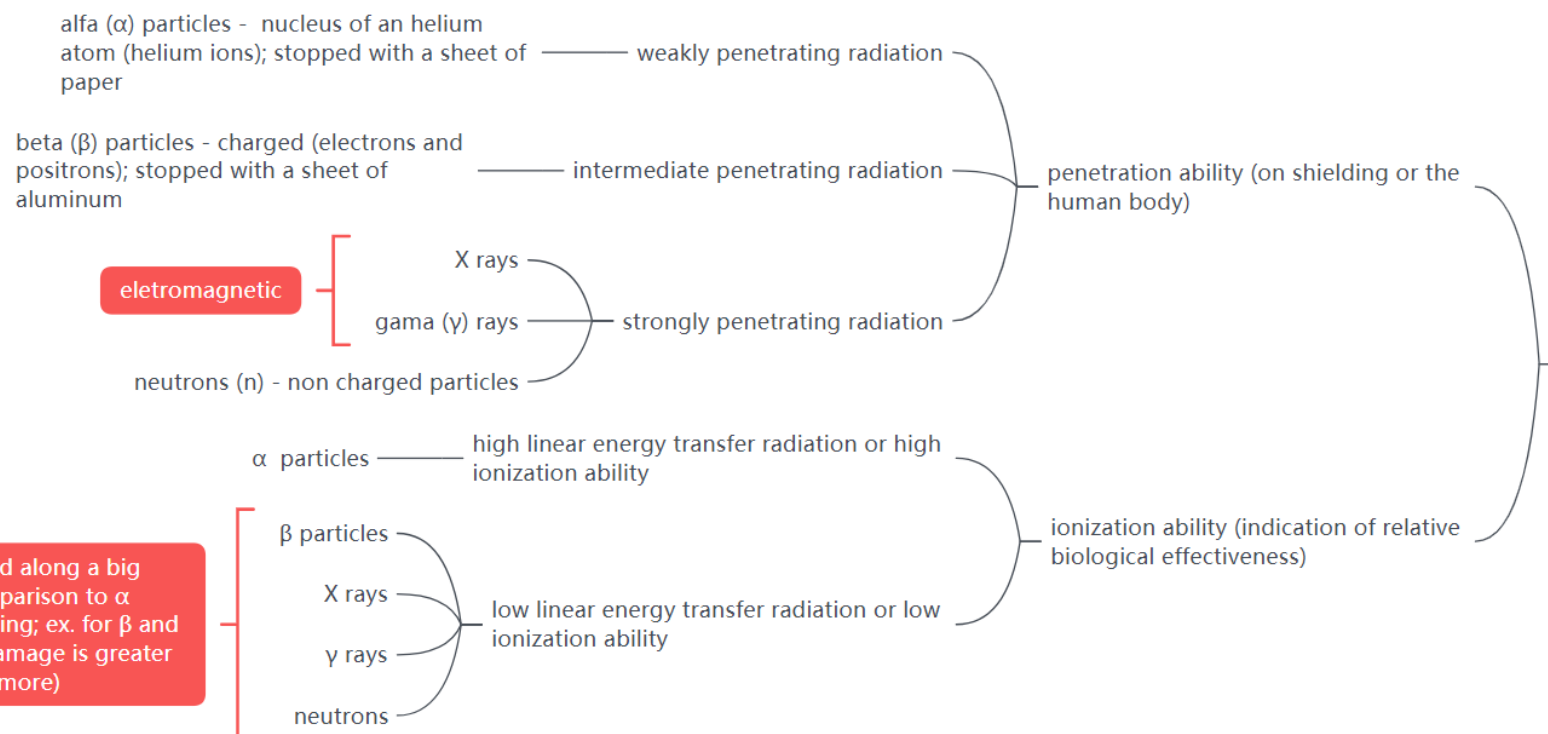 alfa (α) particles - nucleus of an helium
atom (helium ions); stopped with a sheet of
paper
weakly penetrating radiation
beta (β) particles - charged (electrons and
positrons); stopped with a sheet of
aluminum
intermediate penetrating radiation
penetration ability (on shielding or the
human body)
X rays
eletromagnetic
gama (γ) rays
strongly penetrating radiation
neutrons (n) - non charged particles
α particles
high linear energy transfer radiation or high
ionization ability
ionization ability (indication of relative
biological effectiveness)
β particles
X rays
γ rays
neutrons
low linear energy transfer radiation or low
ionization ability
along a big
to α
ex. for β and
is greater
more)